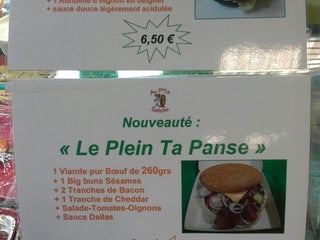 + 1 Rondelle d'oignon en beignet
+ sauce douce légèrement acidulée
6,50 €
Au P'Tit
Nouveauté :
« Le Plein Ta Panse »
1 Viande pur Bœuf de 260grs
+ 1 Big buns Sésames
+ 2 Tranches de Bacon
+ 1 Tranche de Cheddar
+ Salade-Tomates-Oignons
+ Sauce Dallas